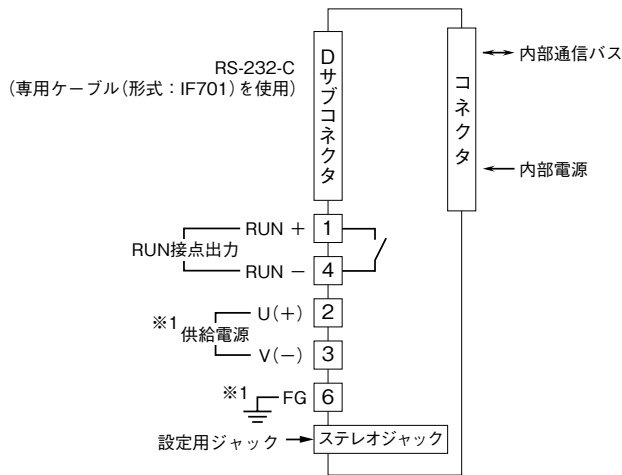 RS-232-C
（専用ケーブル（形式：IF701）を使用）
Dサブコネクタ
コネクタ
内部通信バス
内部電源
RUN +
1
RUN接点出力
RUN −
4
※1
供給電源
U（+）
2
V（−）
3
※1
FG
6
設定用ジャック
ステレオジャック